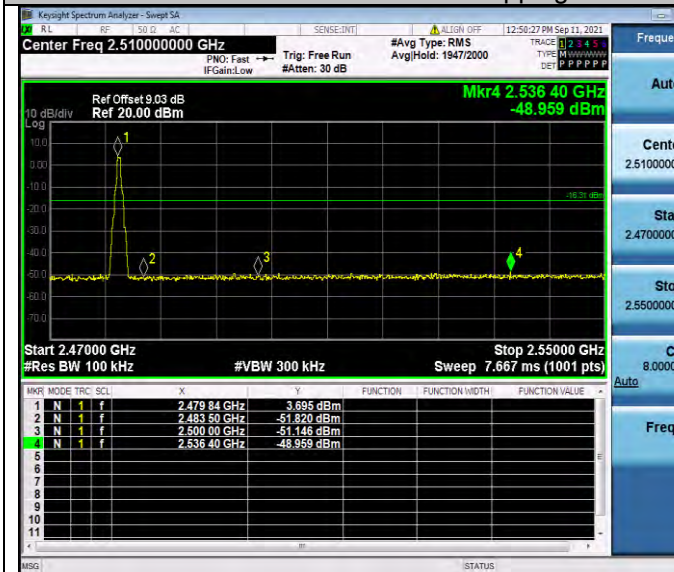 Keysight Spectrum Analyzer - Swept SA
RL RF 50 Ω AC SENSE:INT ALIGN OFF 12:50:27 PM Sep 11, 2021
Center Freq 2.510000000 GHz #Avg Type: RMS TRACE 1 2 3 4 5 6
PNO: Fast Trig: Free Run Avg|Hold: 1947/2000 TYPE M WWWWW
IFGain:Low #Atten: 30 dB DET P P P P P P
Mkr4 2.536 40 GHz
Ref Offset 9.03 dB
10 dB/div Ref 20.00 dBm -48.959 dBm
Log
10.0
0.00
-10.0
-16.31 dBm
-20.0
-30.0
-40.0
-50.0
-60.0
-70.0
1
2
3
4
Start 2.47000 GHz Stop 2.55000 GHz
#Res BW 100 kHz #VBW 300 kHz Sweep 7.667 ms (1001 pts)
MKR MODE TRC SCL X Y FUNCTION FUNCTION WIDTH FUNCTION VALUE
1 N 1 f 2.479 84 GHz 3.695 dBm
2 N 1 f 2.483 50 GHz -51.820 dBm
3 N 1 f 2.500 00 GHz -51.146 dBm
4 N 1 f 2.536 40 GHz -48.959 dBm
5
6
7
8
9
10
11
MSG STATUS
Freque
Aut
Cente
2.5100000
Sta
2.4700000
Sto
2.5500000
C
8.0000
Auto
Freq